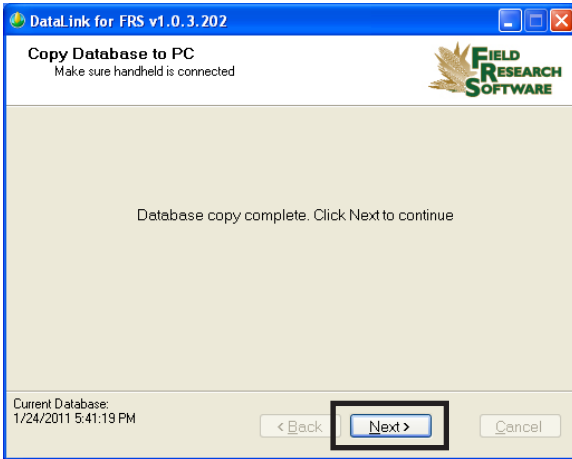 DataLink for FRS v1.0.3.202
Copy Database to PC
Make sure handheld is connected
FIELD
RESEARCH
SOFTWARE
Database copy complete. Click Next to continue
Current Database:
1/24/2011 5:41:19 PM
< Back Next > Cancel